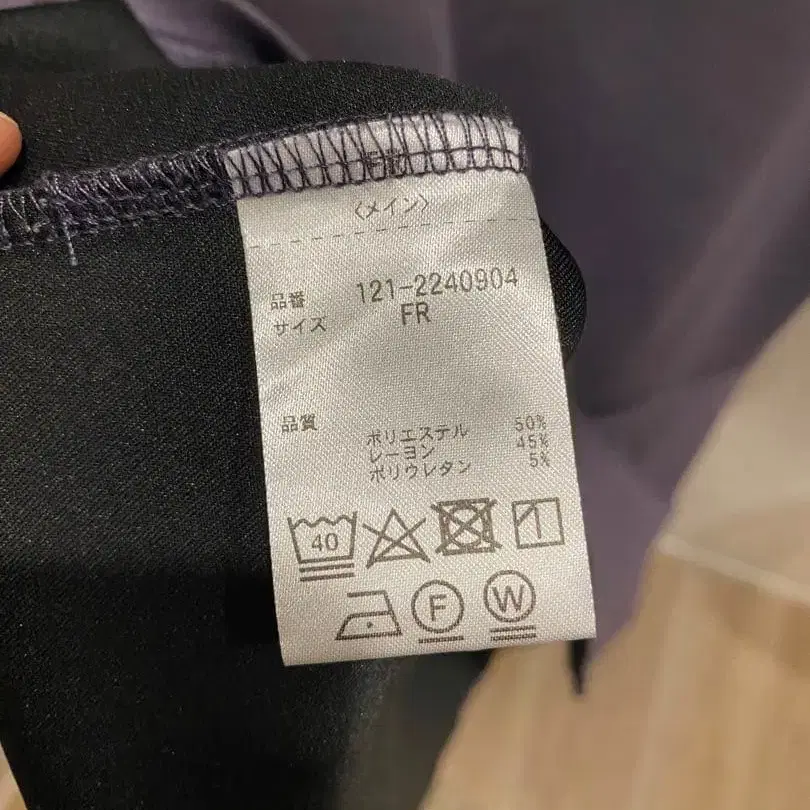 〈メイン〉
品番 121-2240904
サイズ FR
品質
ポリエステル 50%
レーヨン 45%
ポリウレタン 5%
40
F W